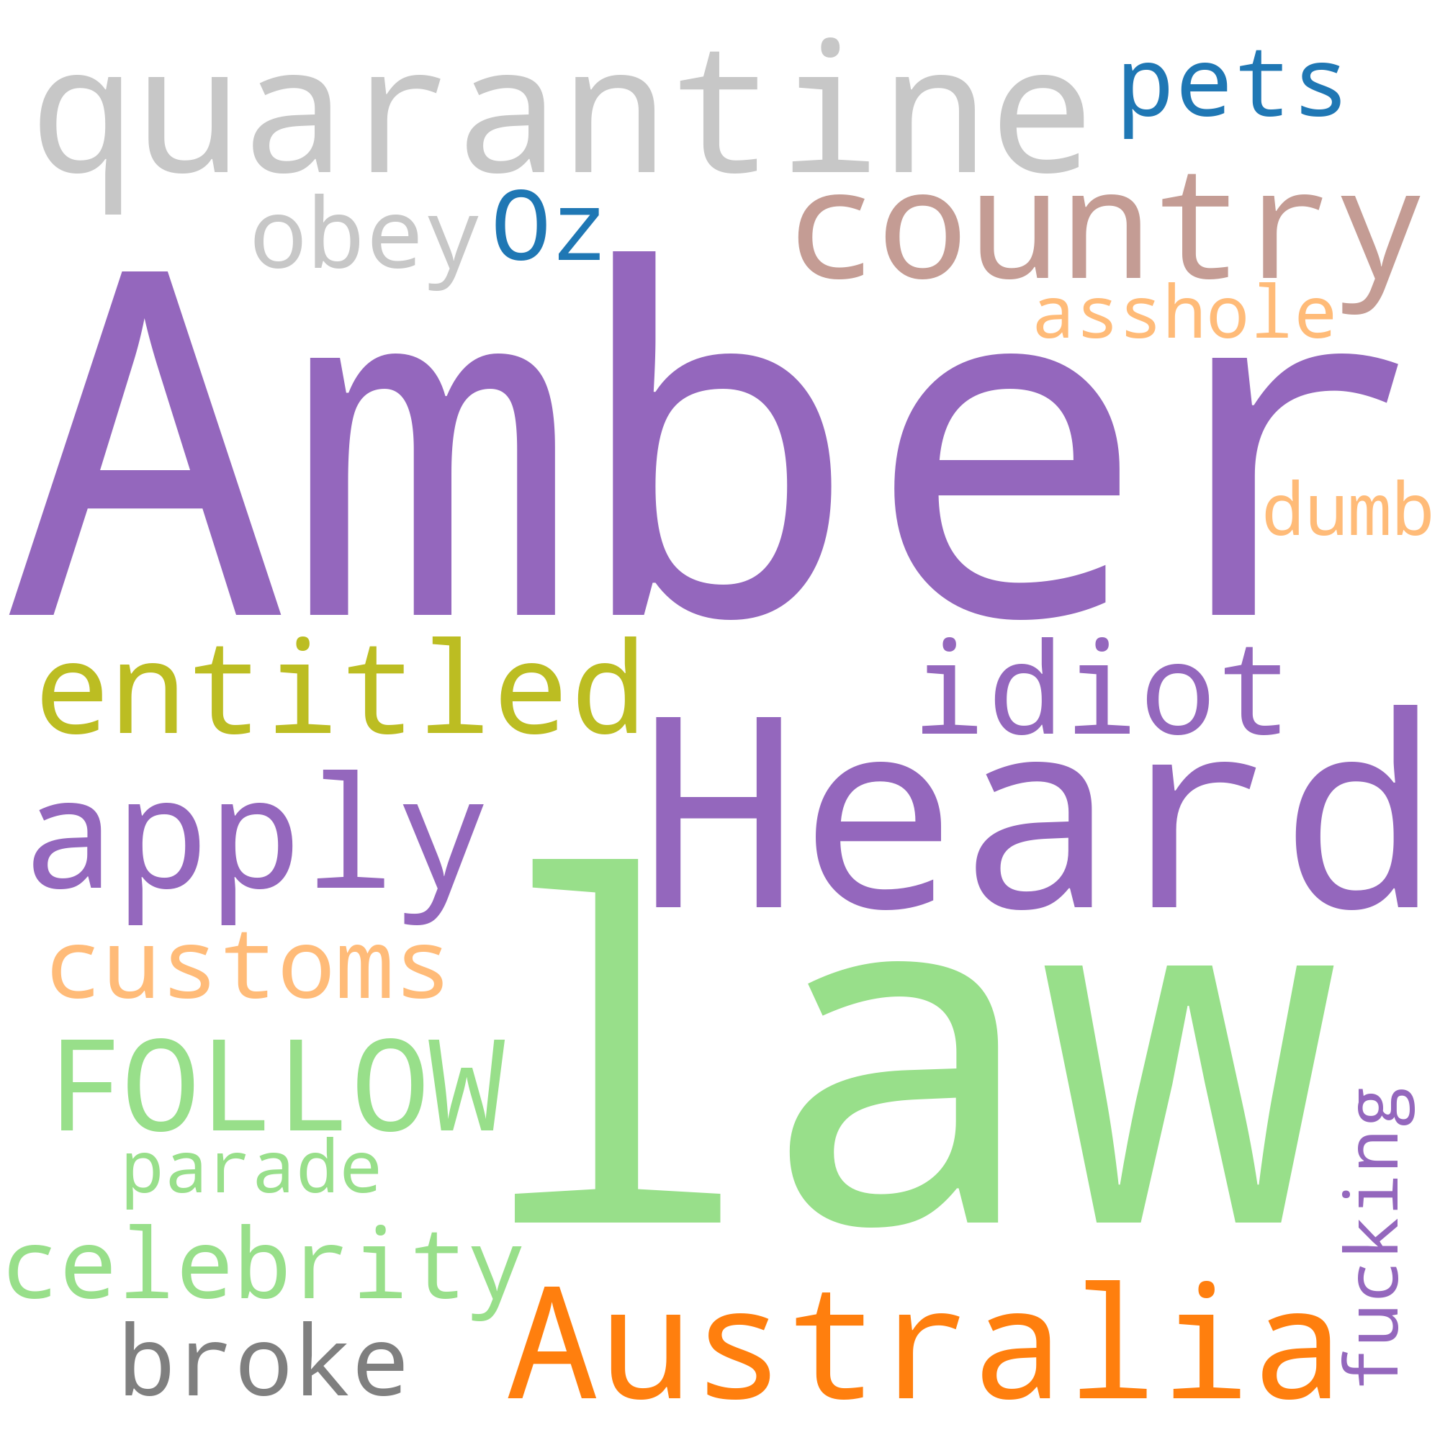 quarantine
pets
obey
Oz
country
asshole
Amber
dumb
entitled
idiot
Heard
apply
law
customs
FOLLOW
parade
fucking
celebrity
Australia
broke